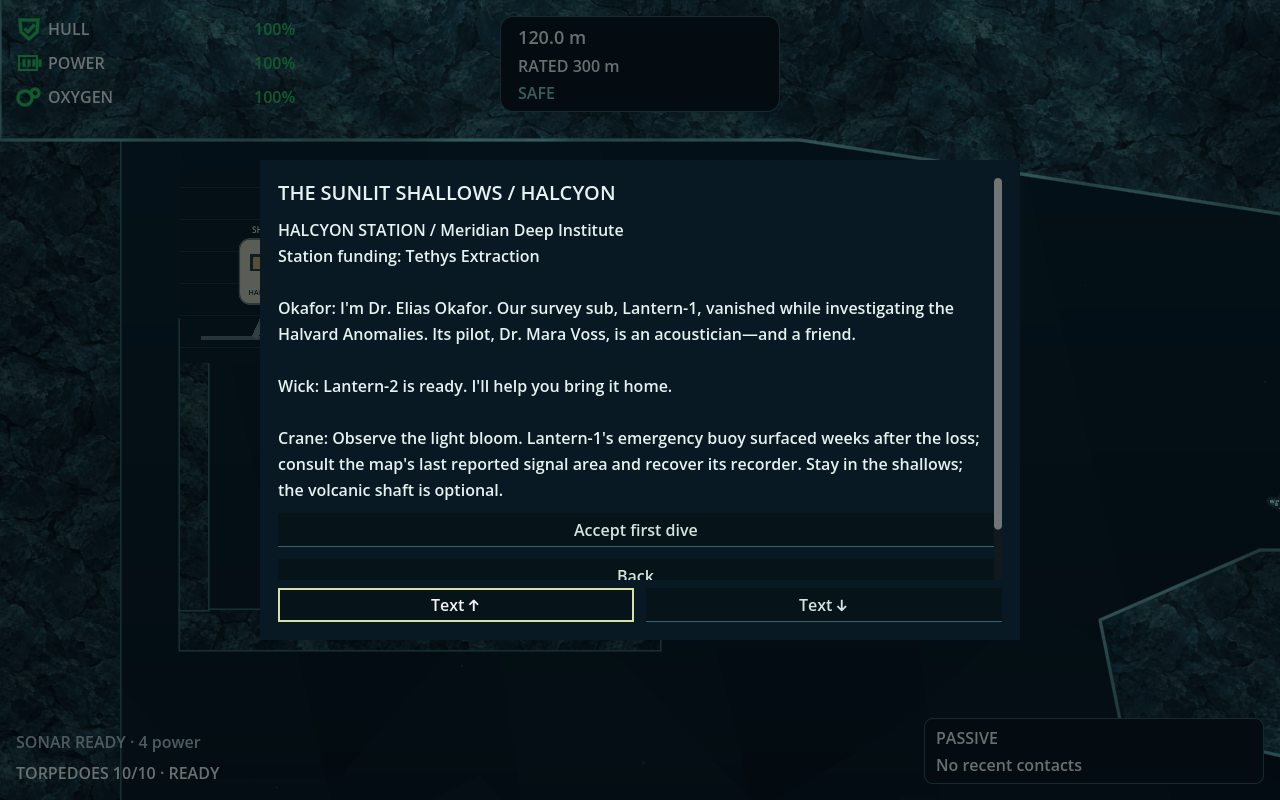 HULL 100%
POWER 100%
OXYGEN 100%
120.0 m
RATED 300 m
SAFE
THE SUNLIT SHALLOWS / HALCYON
HALCYON STATION / Meridian Deep Institute
Station funding: Tethys Extraction
Okafor: I'm Dr. Elias Okafor. Our survey sub, Lantern-1, vanished while investigating the
Halvard Anomalies. Its pilot, Dr. Mara Voss, is an acoustician—and a friend.
Wick: Lantern-2 is ready. I'll help you bring it home.
Crane: Observe the light bloom. Lantern-1's emergency buoy surfaced weeks after the loss;
consult the map's last reported signal area and recover its recorder. Stay in the shallows;
the volcanic shaft is optional.
Accept first dive
Back
Text ↑
Text ↓
SONAR READY · 4 power
TORPEDOES 10/10 · READY
PASSIVE
No recent contacts